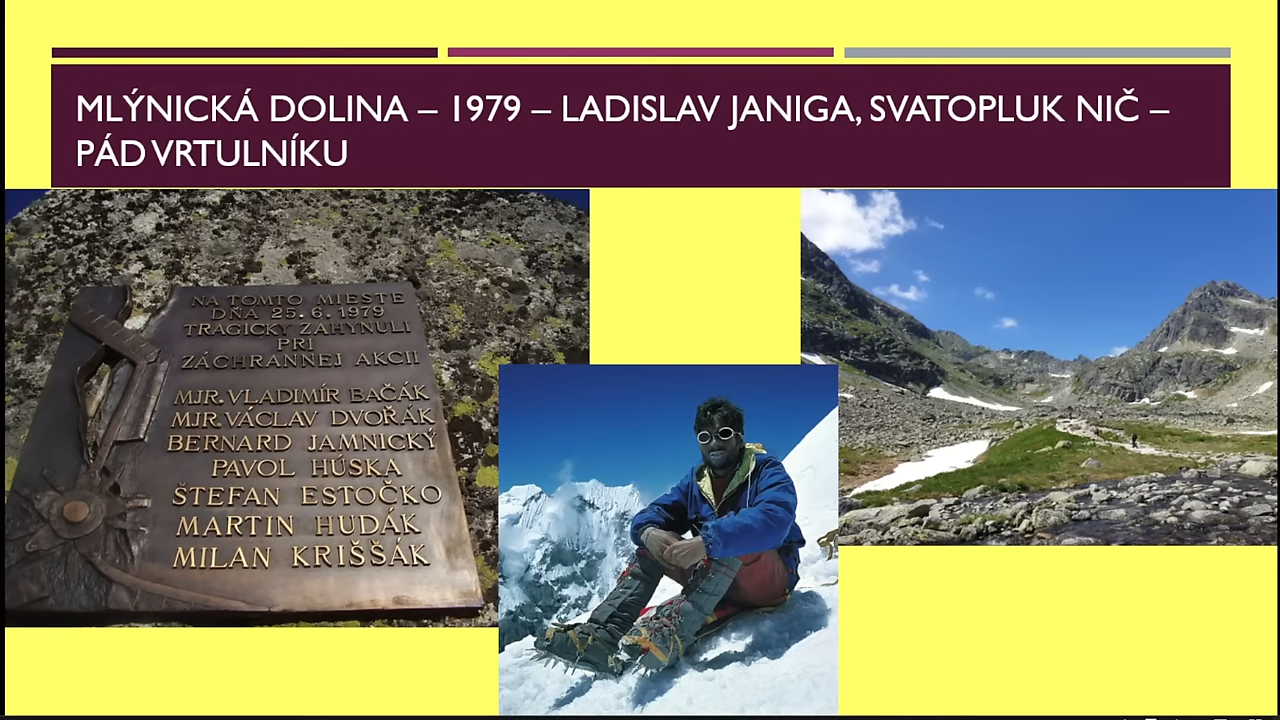 MLÝNICKÁ DOLINA – 1979 – LADISLAV JANIGA, SVATOPLUK NIČ –
PÁD VRTULNÍKU
NA TOMTO MIESTE
DŇA 25.6.1979
TRAGICKY ZAHYNULI
PRI
ZÁCHRANNEJ AKCII
MJR. VLADIMÍR BAČÁK
MJR. VÁCLAV DVOŘÁK
BERNARD JAMNICKÝ
PAVOL HÚSKA
ŠTEFAN ESTOČKO
MARTIN HUDÁK
MILAN KRIŠŠÁK